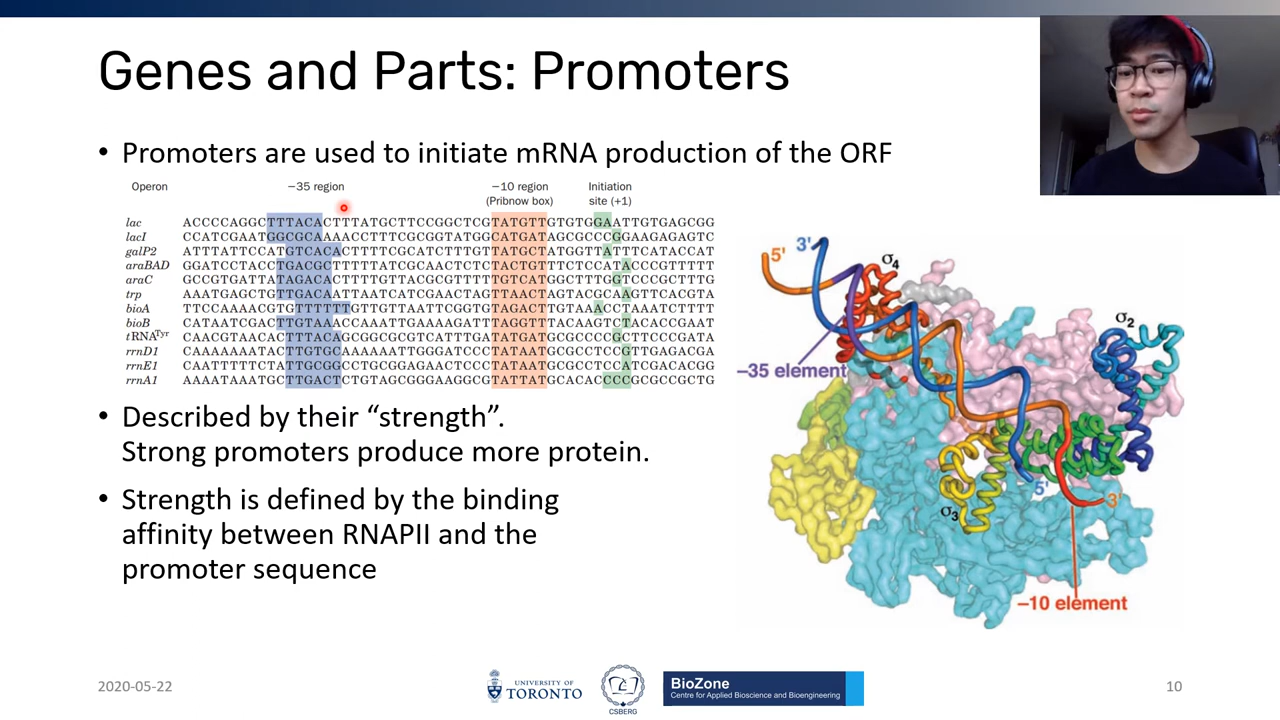 Genes and Parts: Promoters
• Promoters are used to initiate mRNA production of the ORF
Operon −35 region −10 region (Pribnow box) Initiation site (+1)
lac ACCCCAGGCTTTACACTTTATGCTTCCGGCTCGTATGTTGTGTGGAATTGTGAGCGG
lacI CCATCGAATGGCGCAAAACCTTTCGCGGTATGGCATGATAGCGCCCGGAAGAGAGTC
galP2 ATTTATTCCATGTCACACTTTTCGCATCTTTGTTATGCTATGGTTATTTCATACCAT
araBAD GGATCCTACCTGACGCTTTTTATCGCAACTCTCTACTGTTTCTCCATACCCGTTTTT
araC GCCGTGATTATAGACACTTTTGTTACGCGTTTTTGTCATGGCTTTGGTCCCGCTTTG
trp AAATGAGCTGTTGACAATTAATCATCGAACTAGTTAACTAGTACGCAAGTTCACGTA
bioA TTCCAAAACGTGTTTTTTGTTGTTAATTCGGTGTAGACTTGTAAACCTAAATCTTTT
bioB CATAATCGACTTGTAAACCAAATTGAAAAGATTTAGGTTTACAAGTCTACACCGAAT
tRNATyr CAACGTAACACTTTACAGCGGCGCGTCATTTGATATGATGCGCCCCGCTTCCCGATA
rrnD1 CAAAAAAATACTTGTGCAAAAAATTGGGATCCCTATAATGCGCCTCCGTTGAGACGA
rrnE1 CAATTTTTCTATTGCGGCCTGCGGAGAACTCCCTATAATGCGCCTCCATCGACACGG
rrnA1 AAAATAAATGCTTGACTCTGTAGCGGGAAGGCGTATTATGCACACCCCGCGCCGCTG
• Described by their “strength”.
Strong promoters produce more protein.
• Strength is defined by the binding
affinity between RNAPII and the
promoter sequence
5'
3'
σ4
σ2
−35 element
σ3
5'
3'
−10 element
2020-05-22
UNIVERSITY OF
TORONTO
CSBERG
BioZone
Centre for Applied Bioscience and Bioengineering
10